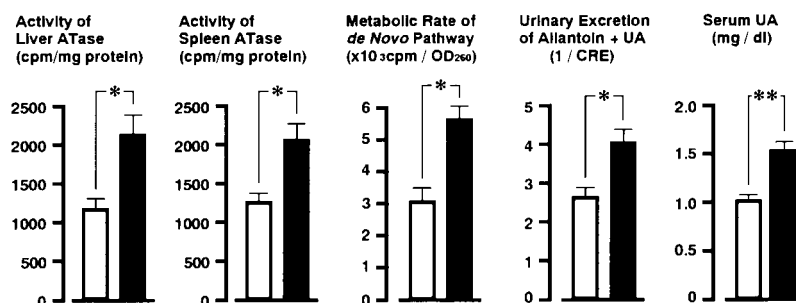 Activity of
Liver ATase
(cpm/mg protein)
2500
2000
1500
1000
500
0
*
Activity of
Spleen ATase
(cpm/mg protein)
2500
2000
1500
1000
500
0
*
Metabolic Rate of
de Novo Pathway
(x10 3cpm / OD260)
6
5
4
3
2
1
0
*
Urinary Excretion
of Allantoin + UA
(1 / CRE)
5
4
3
2
1
0
*
Serum UA
(mg / dl)
2.0
1.5
1.0
0.5
0.
**